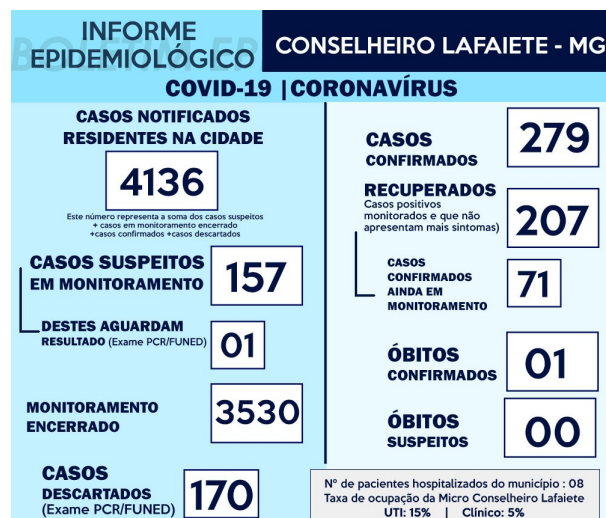 INFORME
EPIDEMIOLÓGICO
CONSELHEIRO LAFAIETE - MG
COVID-19 | CORONAVÍRUS
CASOS NOTIFICADOS
RESIDENTES NA CIDADE
4136
Este número representa a soma dos casos suspeitos
+ casos em monitoramento encerrado
+casos confirmados +casos descartados
CASOS SUSPEITOS
EM MONITORAMENTO
157
DESTES AGUARDAM
RESULTADO (Exame PCR/FUNED)
01
MONITORAMENTO
ENCERRADO
3530
CASOS
DESCARTADOS
(Exame PCR/FUNED)
170
CASOS
CONFIRMADOS
279
RECUPERADOS
Casos positivos
monitorados e que não
apresentam mais sintomas)
207
CASOS
CONFIRMADOS
AINDA EM
MONITORAMENTO
71
ÓBITOS
CONFIRMADOS
01
ÓBITOS
SUSPEITOS
00
Nº de pacientes hospitalizados do município : 08
Taxa de ocupação da Micro Conselheiro Lafaiete
UTI: 15% | Clínico: 5%